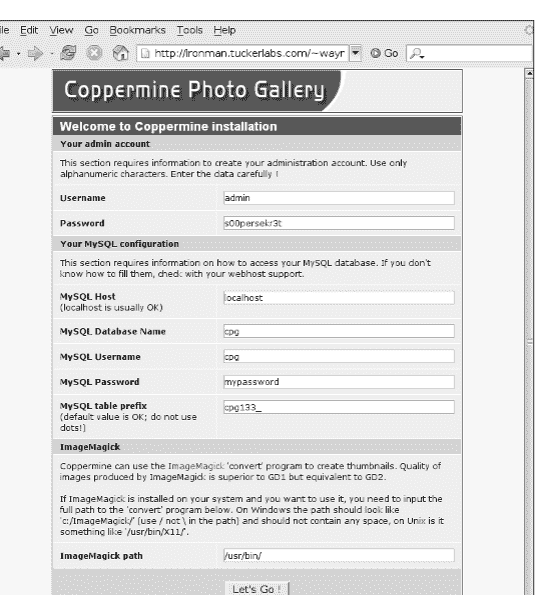 ile Edit View Go Bookmarks Tools Help
http://ironman.tuckerlabs.com/~wayr Go
Coppermine Photo Gallery
Welcome to Coppermine installation
Your admin account
This section requires information to create your administration account. Use only
alphanumeric characters. Enter the data carefully !
Username admin
Password s00persekr3t
Your MySQL configuration
This section requires information on how to access your MySQL database. If you don't
know how to fill them, check with your webhost support.
MySQL Host localhost
(localhost is usually OK)
MySQL Database Name cpg
MySQL Username cpg
MySQL Password mypassword
MySQL table prefix cpg133_
(default value is OK; do not use
dots!)
ImageMagick
Coppermine can use the ImageMagick 'convert' program to create thumbnails. Quality of
images produced by ImageMagick is superior to GD1 but equivalent to GD2.
If ImageMagick is installed on your system and you want to use it, you need to input the
full path to the 'convert' program below. On Windows the path should look like
'c:/ImageMagick/' (use / not \ in the path) and should not contain any space, on Unix is it
something like '/usr/bin/X11/'.
ImageMagick path /usr/bin/
Let's Go !